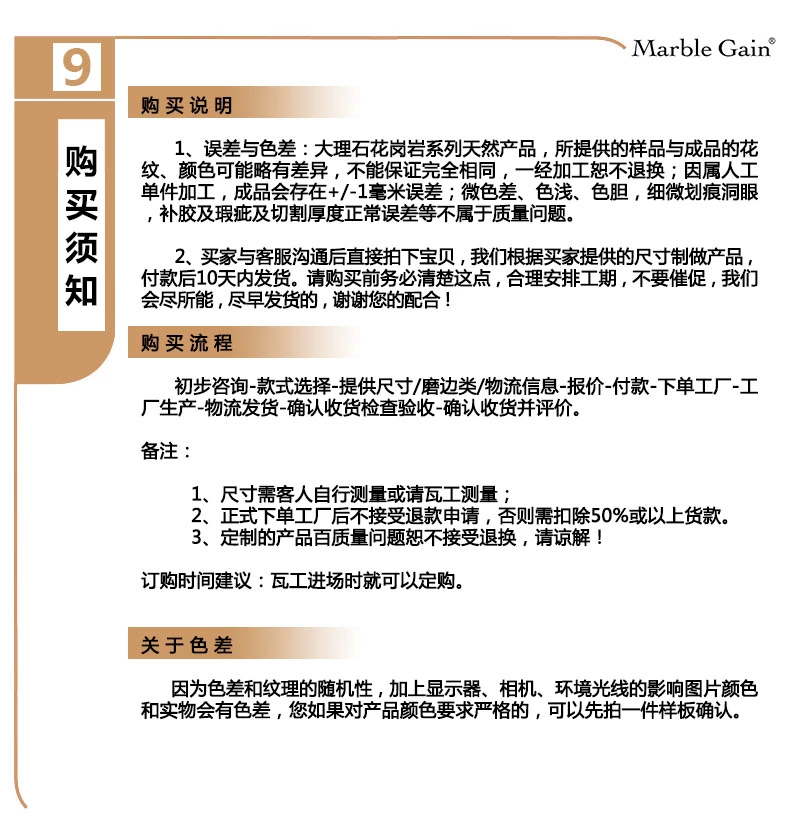 Marble Gain®
9
购买须知
购买说明
1、误差与色差：大理石花岗岩系列天然产品，所提供的样品与成品的花
纹、颜色可能略有差异，不能保证完全相同，一经加工恕不退换；因属人工
单件加工，成品会存在+/-1毫米误差；微色差、色浅、色胆，细微划痕洞眼
，补胶及瑕疵及切割厚度正常误差等不属于质量问题。
2、买家与客服沟通后直接拍下宝贝，我们根据买家提供的尺寸制做产品，
付款后10天内发货。请购买前务必清楚这点，合理安排工期，不要催促，我们
会尽所能，尽早发货的，谢谢您的配合！
购买流程
初步咨询-款式选择-提供尺寸/磨边类/物流信息-报价-付款-下单工厂-工
厂生产-物流发货-确认收货检查验收-确认收货并评价。
备注：
1、尺寸需客人自行测量或请瓦工测量；
2、正式下单工厂后不接受退款申请，否则需扣除50%或以上货款。
3、定制的产品百质量问题恕不接受退换，请谅解！
订购时间建议：瓦工进场时就可以定购。
关于色差
因为色差和纹理的随机性，加上显示器、相机、环境光线的影响图片颜色
和实物会有色差，您如果对产品颜色要求严格的，可以先拍一件样板确认。